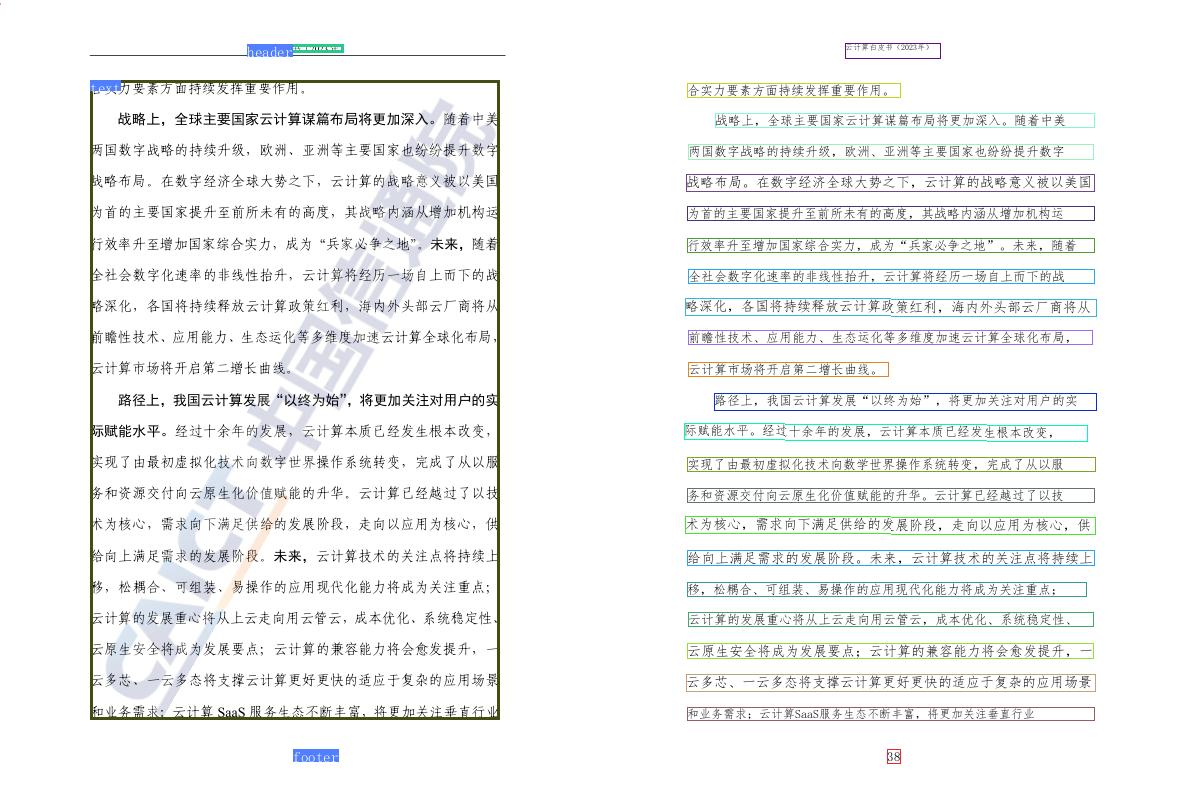 header
text
力要素方面持续发挥重要作用。
战略上，全球主要国家云计算谋篇布局将更加深入。随着中美
两国数字战略的持续升级，欧洲、亚洲等主要国家也纷纷提升数字
战略布局。在数字经济全球大势之下，云计算的战略意义被以美国
为首的主要国家提升至前所未有的高度，其战略内涵从增加机构运
行效率升至增加国家综合实力，成为“兵家必争之地”。未来，随着
全社会数字化速率的非线性抬升，云计算将经历一场自上而下的战
略深化，各国将持续释放云计算政策红利，海内外头部云厂商将从
前瞻性技术、应用能力、生态运化等多维度加速云计算全球化布局，
云计算市场将开启第二增长曲线。
路径上，我国云计算发展“以终为始”，将更加关注对用户的实
际赋能水平。经过十余年的发展，云计算本质已经发生根本改变，
实现了由最初虚拟化技术向数字世界操作系统转变，完成了从以服
务和资源交付向云原生化价值赋能的升华。云计算已经越过了以技
术为核心，需求向下满足供给的发展阶段，走向以应用为核心，供
给向上满足需求的发展阶段。未来，云计算技术的关注点将持续上
移，松耦合、可组装、易操作的应用现代化能力将成为关注重点；
云计算的发展重心将从上云走向用云管云，成本优化、系统稳定性、
云原生安全将成为发展要点；云计算的兼容能力将会愈发提升，一
云多芯、一云多态将支撑云计算更好更快的适应于复杂的应用场景
和业务需求；云计算 SaaS 服务生态不断丰富，将更加关注垂直行业
footer
CAICT 中国信通院
云计算白皮书（2023年）
合实力要素方面持续发挥重要作用。
战略上，全球主要国家云计算谋篇布局将更加深入。随着中美
两国数字战略的持续升级，欧洲、亚洲等主要国家也纷纷提升数字
战略布局。在数字经济全球大势之下，云计算的战略意义被以美国
为首的主要国家提升至前所未有的高度，其战略内涵从增加机构运
行效率升至增加国家综合实力，成为“兵家必争之地”。未来，随着
全社会数字化速率的非线性抬升，云计算将经历一场自上而下的战
略深化，各国将持续释放云计算政策红利，海内外头部云厂商将从
前瞻性技术、应用能力、生态运化等多维度加速云计算全球化布局，
云计算市场将开启第二增长曲线。
路径上，我国云计算发展“以终为始”，将更加关注对用户的实
际赋能水平。经过十余年的发展，云计算本质已经发生根本改变，
实现了由最初虚拟化技术向数学世界操作系统转变，完成了从以服
务和资源交付向云原生化价值赋能的升华。云计算已经越过了以技
术为核心，需求向下满足供给的发展阶段，走向以应用为核心，供
给向上满足需求的发展阶段。未来，云计算技术的关注点将持续上
移，松耦合、可组装、易操作的应用现代化能力将成为关注重点；
云计算的发展重心将从上云走向用云管云，成本优化、系统稳定性、
云原生安全将成为发展要点；云计算的兼容能力将会愈发提升，一
云多芯、一云多态将支撑云计算更好更快的适应于复杂的应用场景
和业务需求；云计算SaaS服务生态不断丰富，将更加关注垂直行业
38